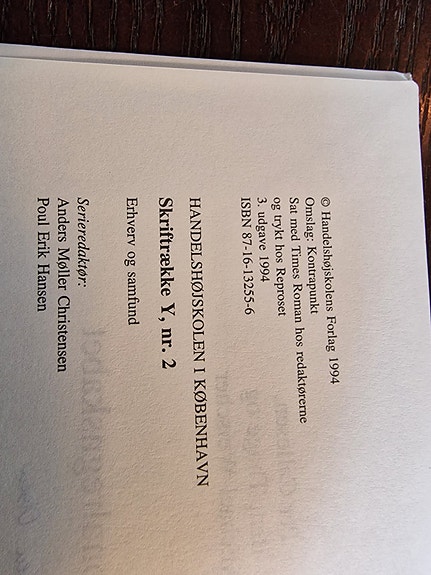 © Handelshøjskolens Forlag 1994
Omslag: Kontrapunkt
Sat med Times Roman hos redaktørerne
og trykt hos Reproset
3. udgave 1994
ISBN 87-16-13255-6
HANDELSHØJSKOLEN I KØBENHAVN
Skriftrække Y, nr. 2
Erhverv og samfund
Serieredaktør:
Anders Møller Christensen
Poul Erik Hansen